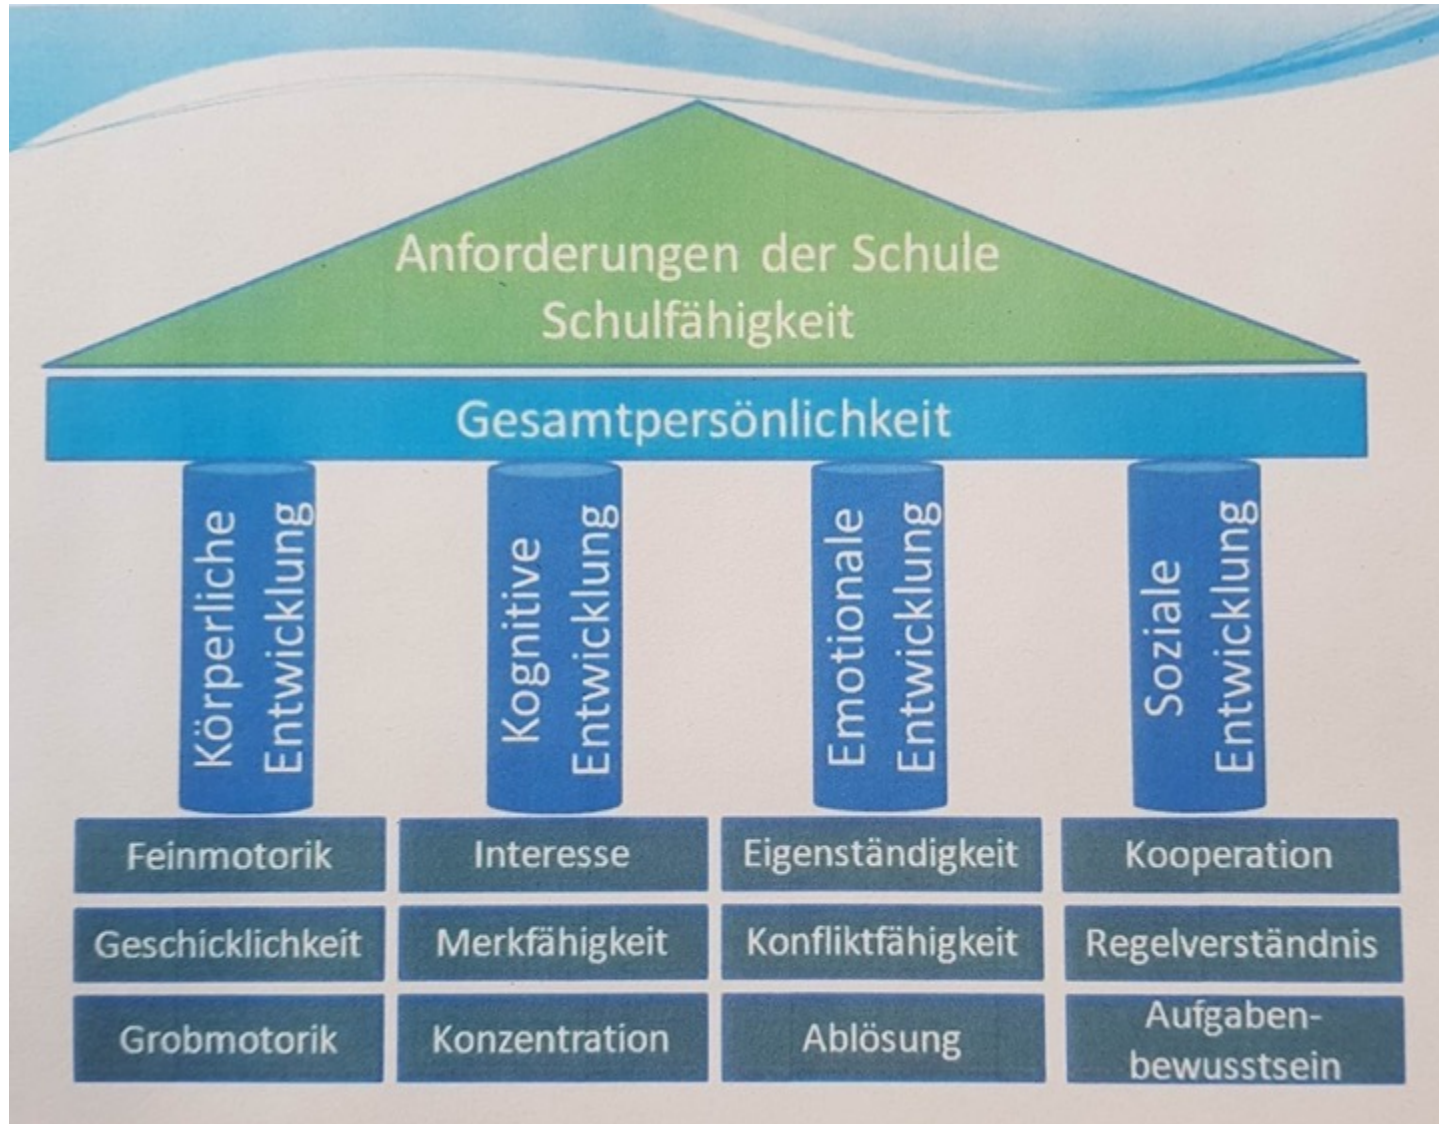 Anforderungen der Schule
Schulfähigkeit
Gesamtpersönlichkeit
Körperliche
Entwicklung
Kognitive
Entwicklung
Emotionale
Entwicklung
Soziale
Entwicklung
Feinmotorik
Interesse
Eigenständigkeit
Kooperation
Geschicklichkeit
Merkfähigkeit
Konfliktfähigkeit
Regelverständnis
Grobmotorik
Konzentration
Ablösung
Aufgaben-
bewusstsein